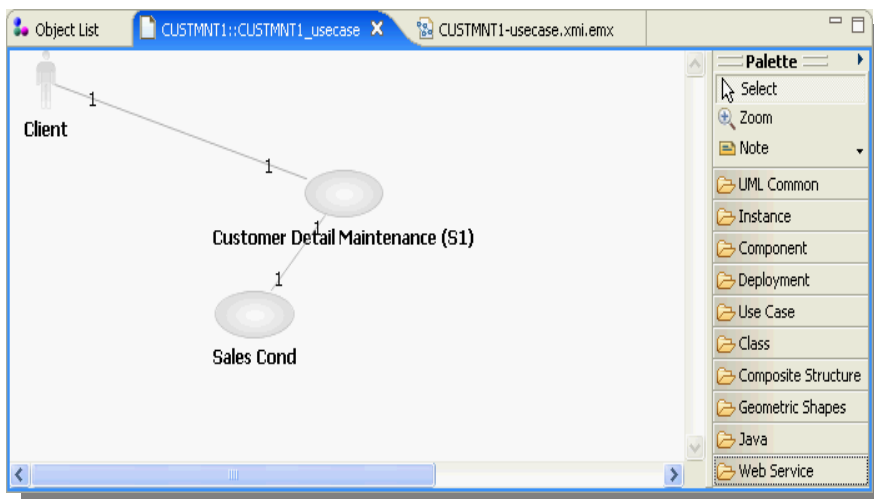 Object List
CUSTMNT1::CUSTMNT1_usecase
CUSTMNT1-usecase.xmi.emx
Palette
Select
Zoom
Note
UML Common
Instance
Component
Deployment
Use Case
Class
Composite Structure
Geometric Shapes
Java
Web Service
1
Client
1
Customer Detail Maintenance (S1)
1
1
Sales Cond